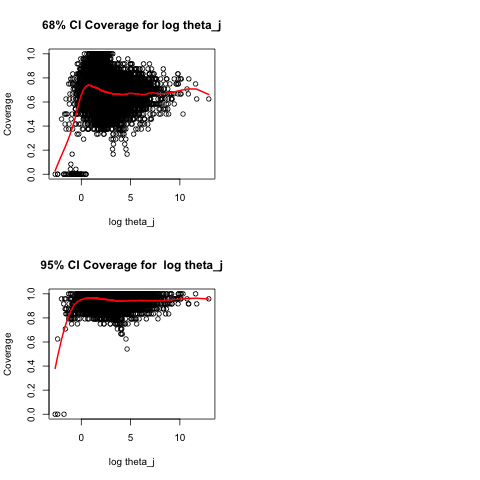 68% CI Coverage for log theta_j
Coverage
0.0 0.2 0.4 0.6 0.8 1.0
0 5 10
log theta_j
95% CI Coverage for  log theta_j
Coverage
0.0 0.2 0.4 0.6 0.8 1.0
0 5 10
log theta_j